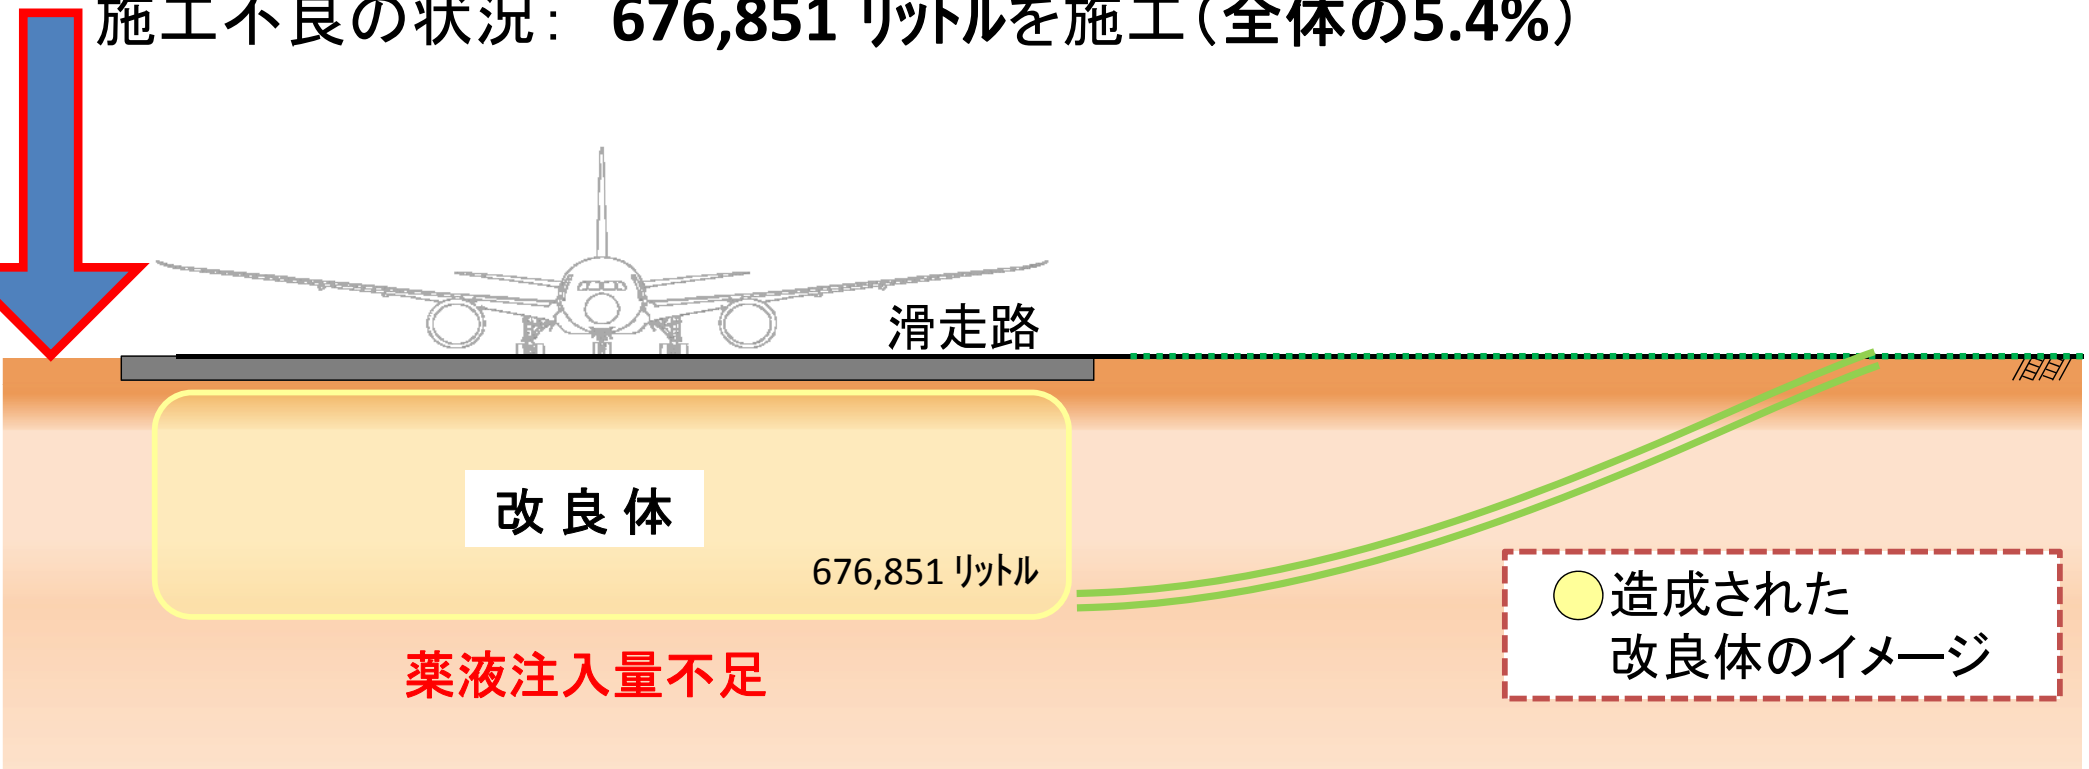 施工不良の状況： 676,851 リットルを施工（全体の5.4%）
滑走路
改良体
676,851 リットル
薬液注入量不足
造成された
改良体のイメージ